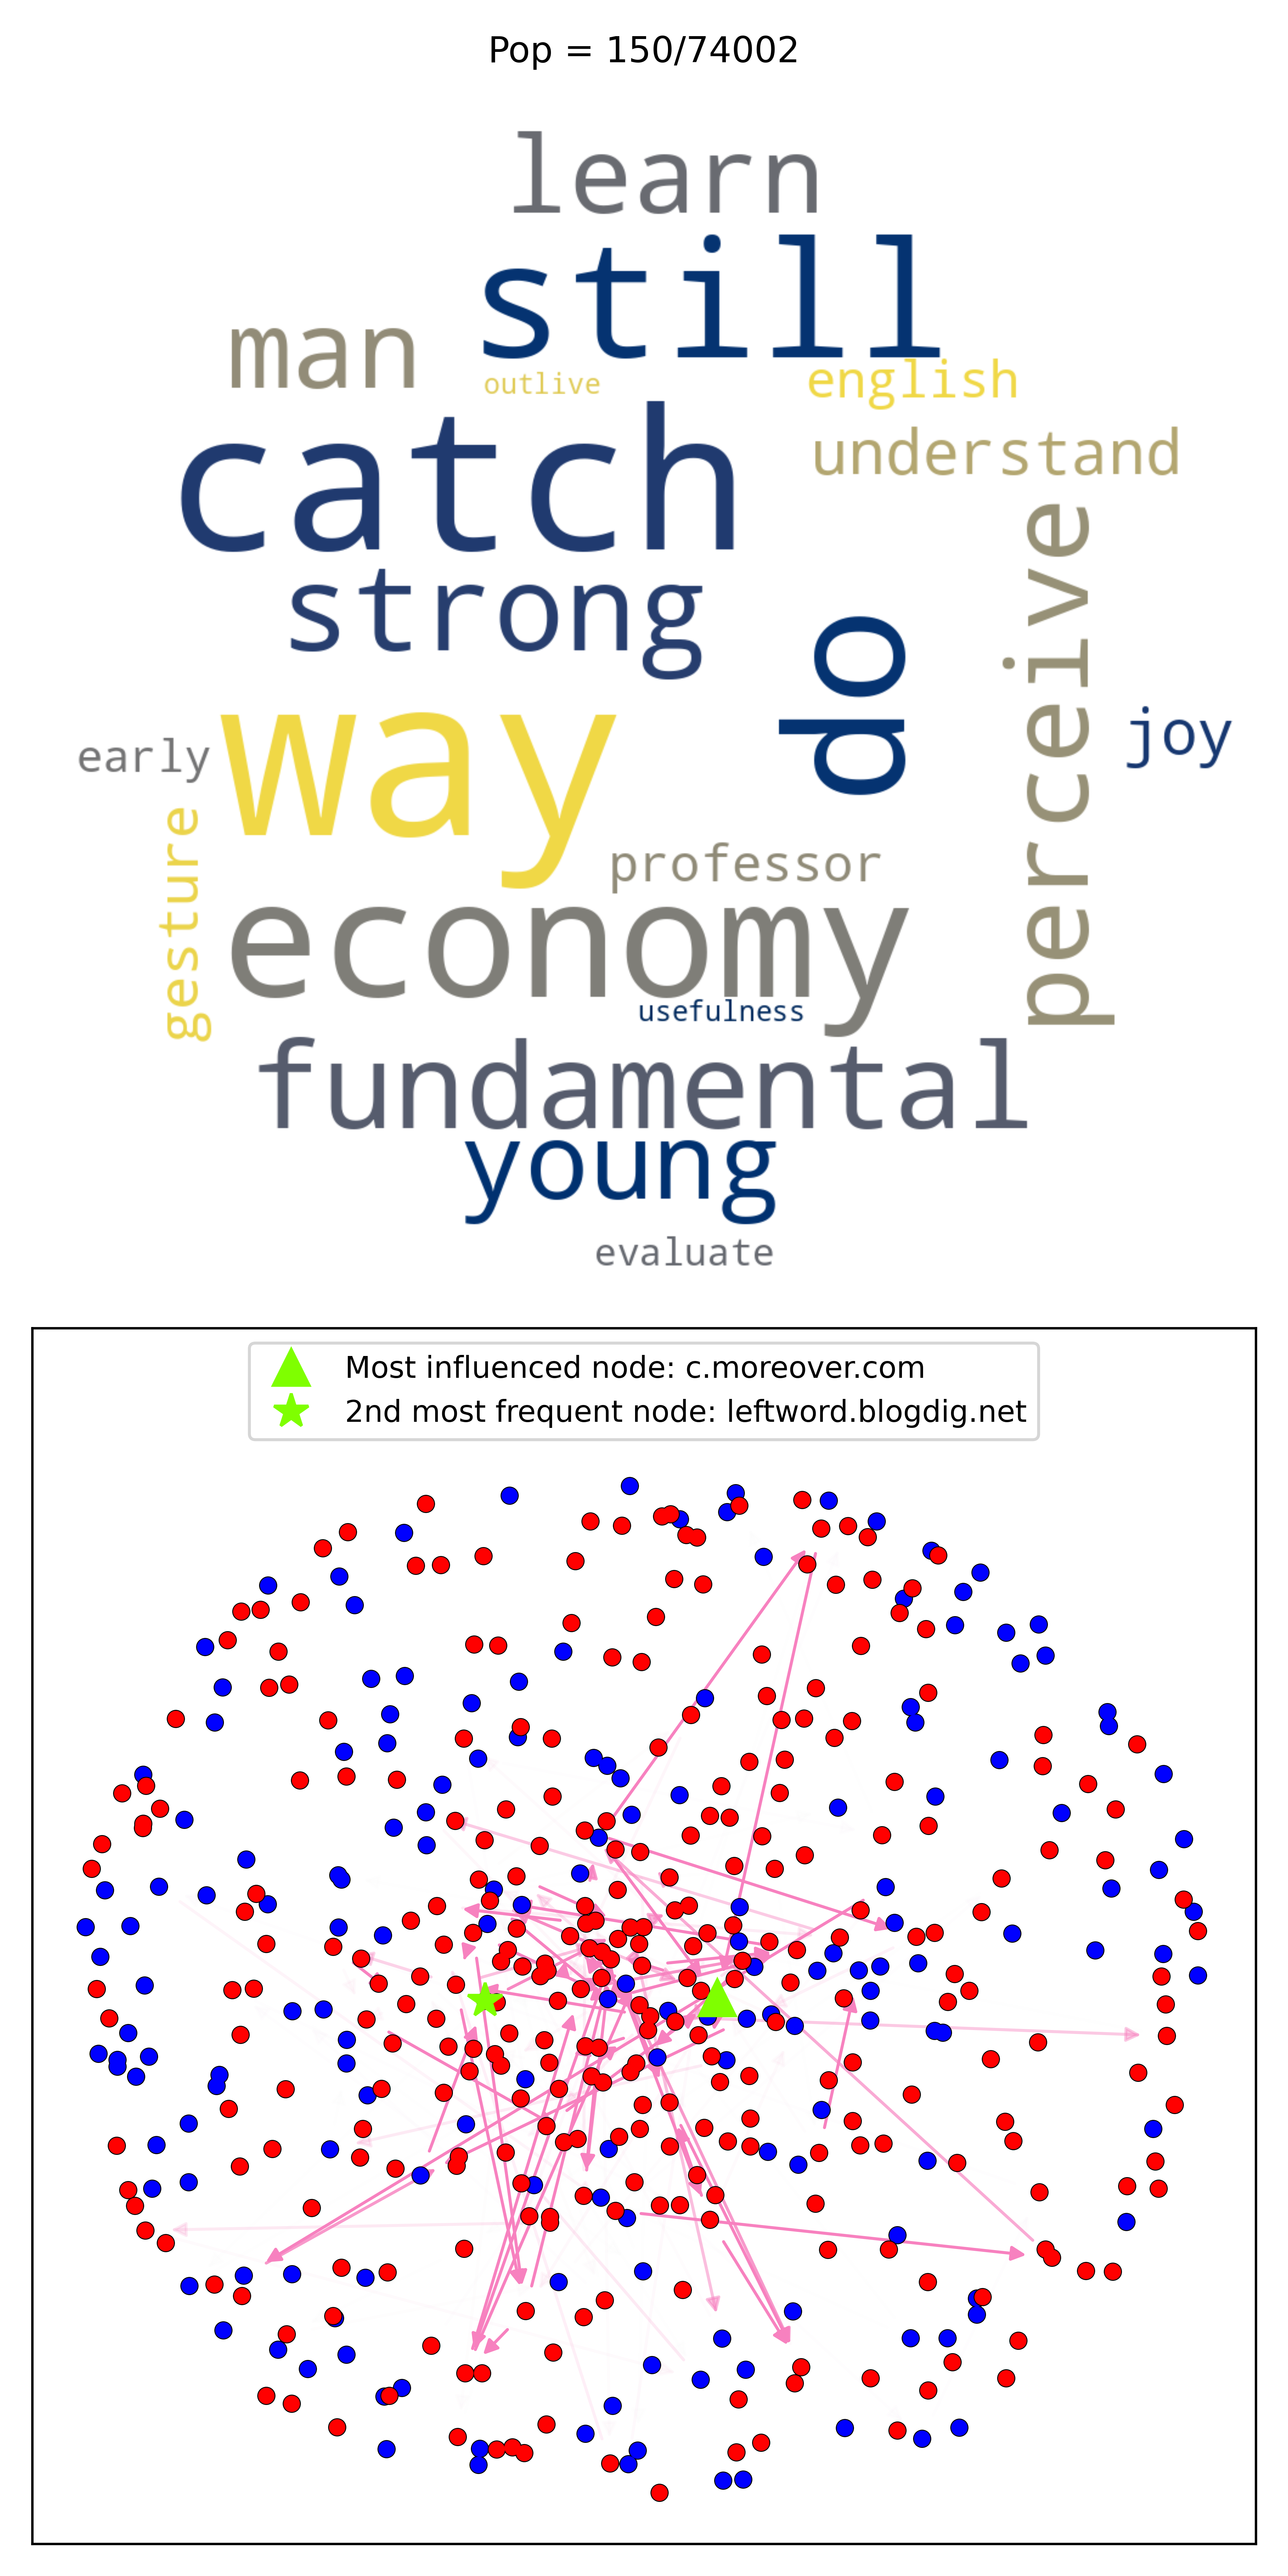 Pop = 150/74002
learn
still
man
outlive
english
catch
understand
strong
do
perceive
way
early
joy
gesture
professor
economy
usefulness
fundamental
young
evaluate
Most influenced node: c.moreover.com
2nd most frequent node: leftword.blogdig.net